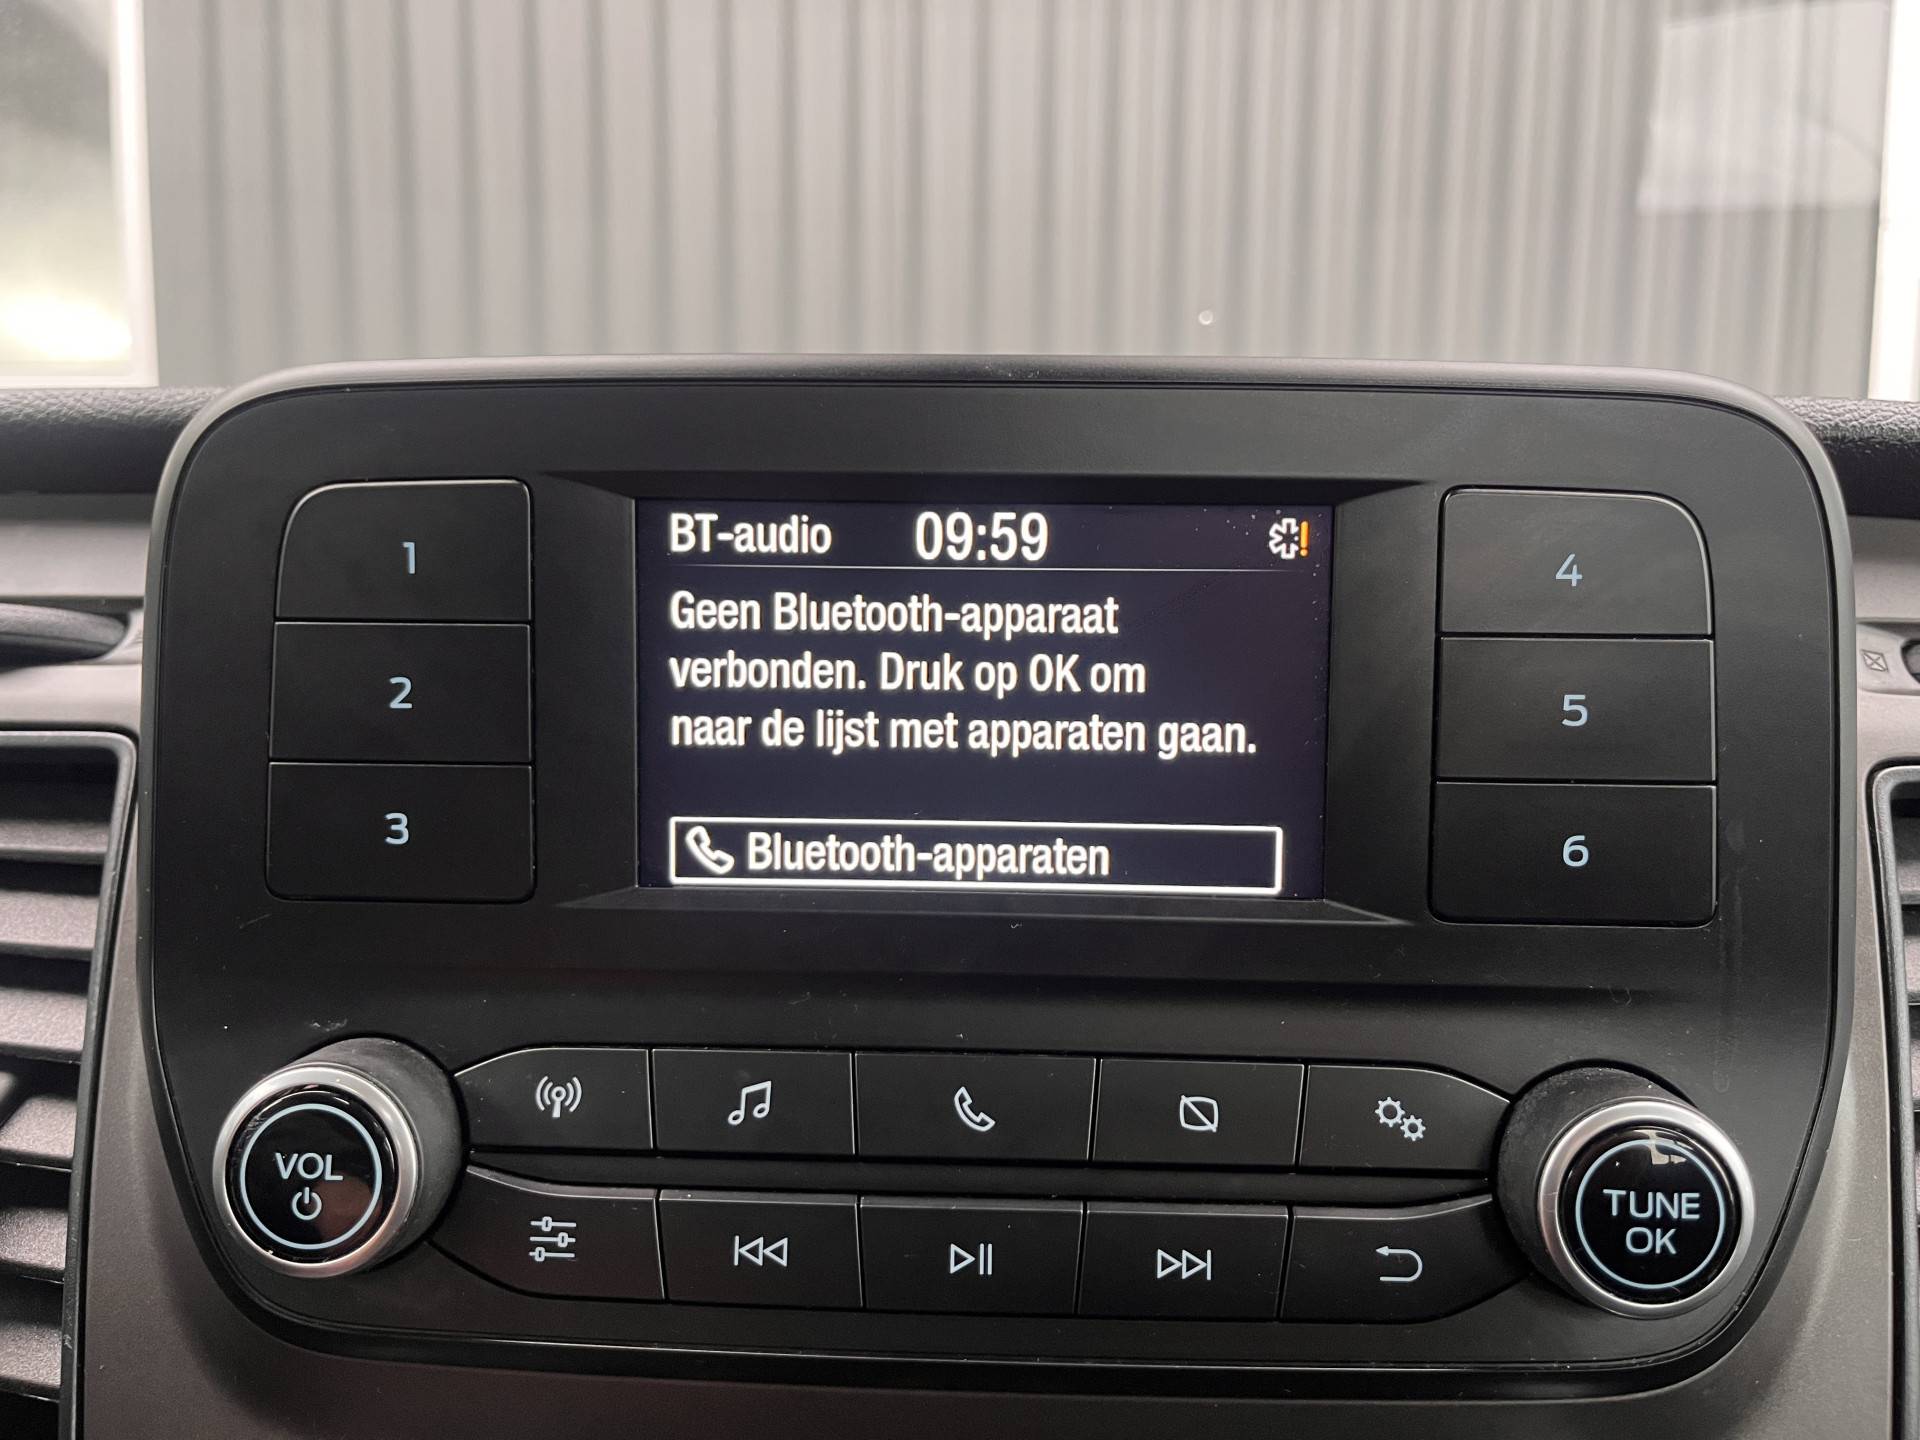 BT-audio 09:59
Geen Bluetooth-apparaat
verbonden. Druk op OK om
naar de lijst met apparaten gaan.
Bluetooth-apparaten
1
2
3
4
5
6
VOL
TUNE
OK